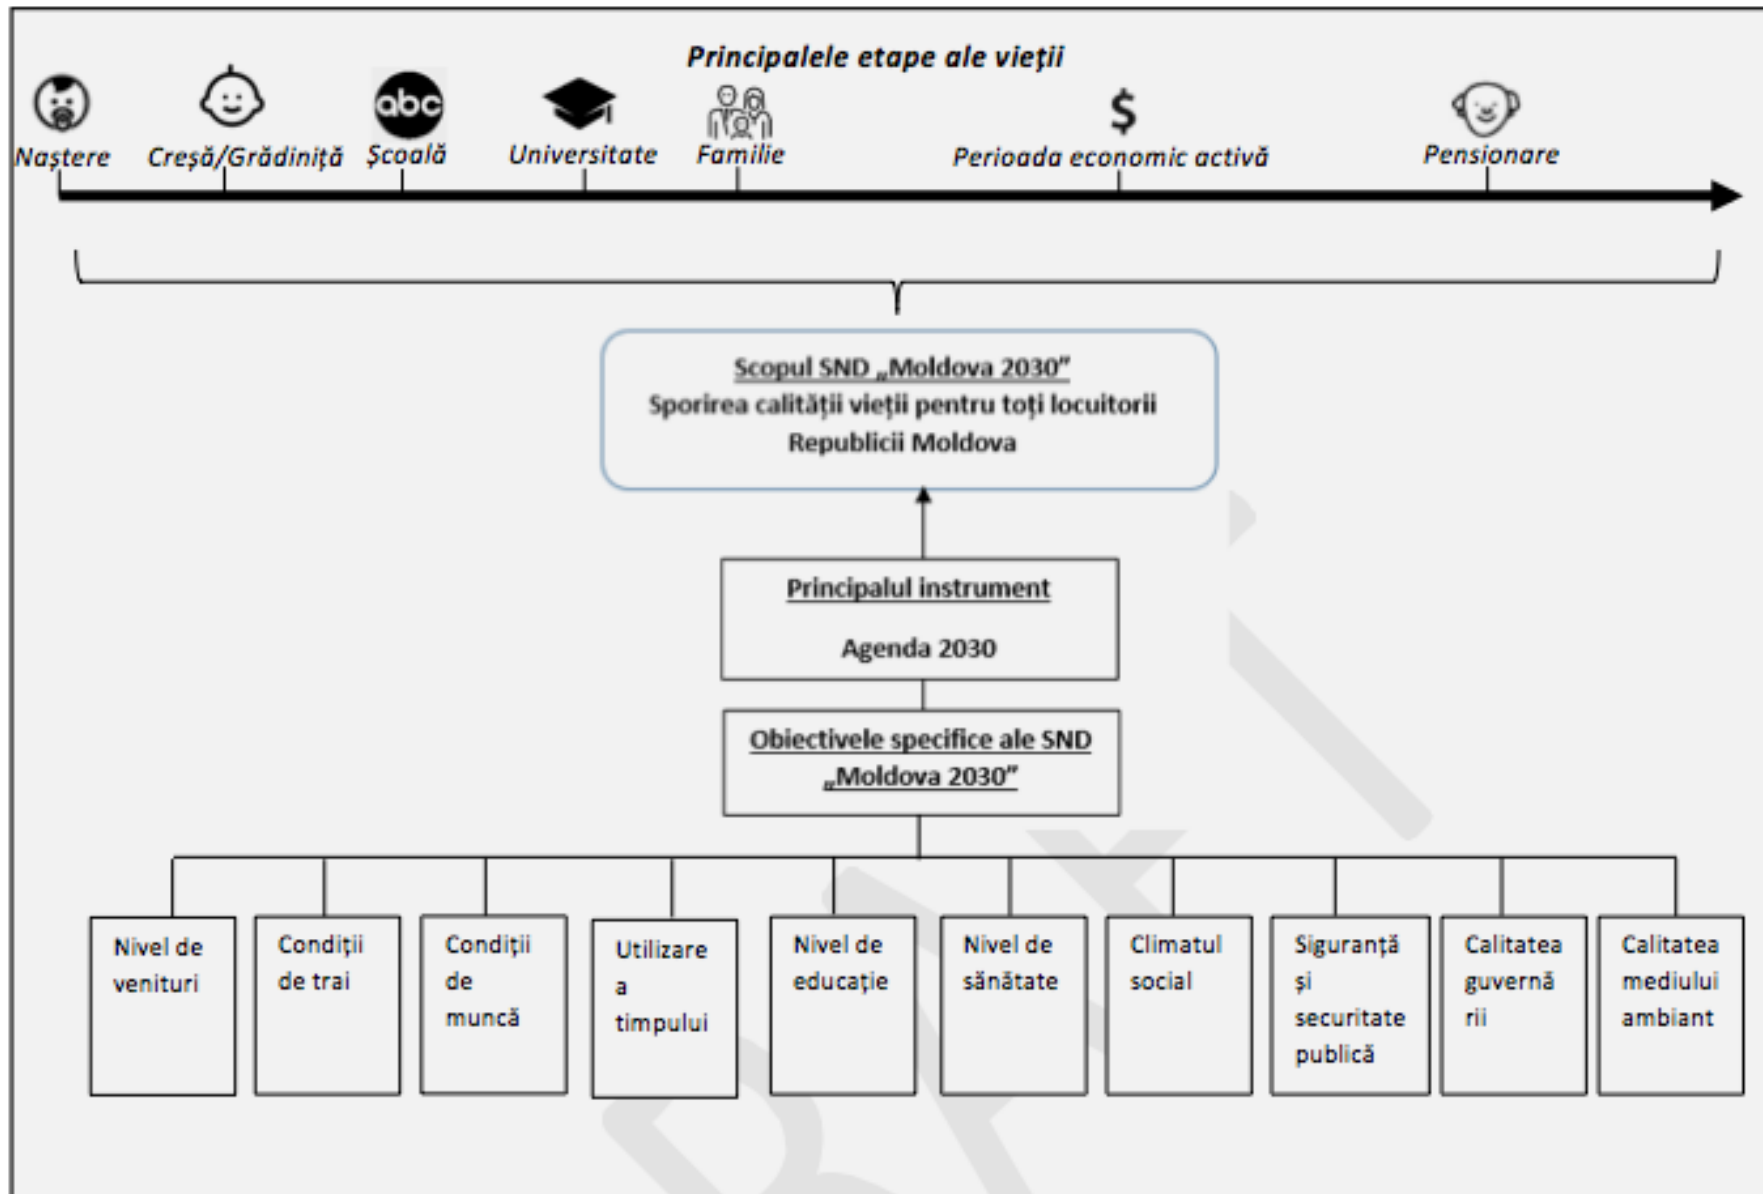 Principalele etape ale vieții
abc
$
Naștere
Creșă/Grădiniță
Școală
Universitate
Familie
Perioada economic activă
Pensionare
Scopul SND „Moldova 2030”
Sporirea calității vieții pentru toți locuitorii
Republicii Moldova
Principalul instrument
Agenda 2030
Obiectivele specifice ale SND
„Moldova 2030”
Nivel de
venituri
Condiții
de trai
Condiții
de
muncă
Utilizare
a
timpului
Nivel de
educație
Nivel de
sănătate
Climatul
social
Siguranță
și
securitate
publică
Calitatea
guvernă
rii
Calitatea
mediului
ambiant